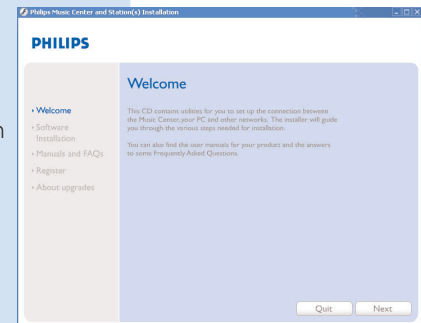 Philips Music Center and Station(s) Installation
PHILIPS
Welcome
• Welcome
• Software
Installation
• Manuals and FAQs
• Register
• About upgrades
This CD contains utilities for you to set up the connection between
the Music Center, your PC and other networks. The installer will guide
you through the various steps needed for installation.
You can also find the user manuals for your product and the answers
to some Frequently Asked Questions
Quit
Next